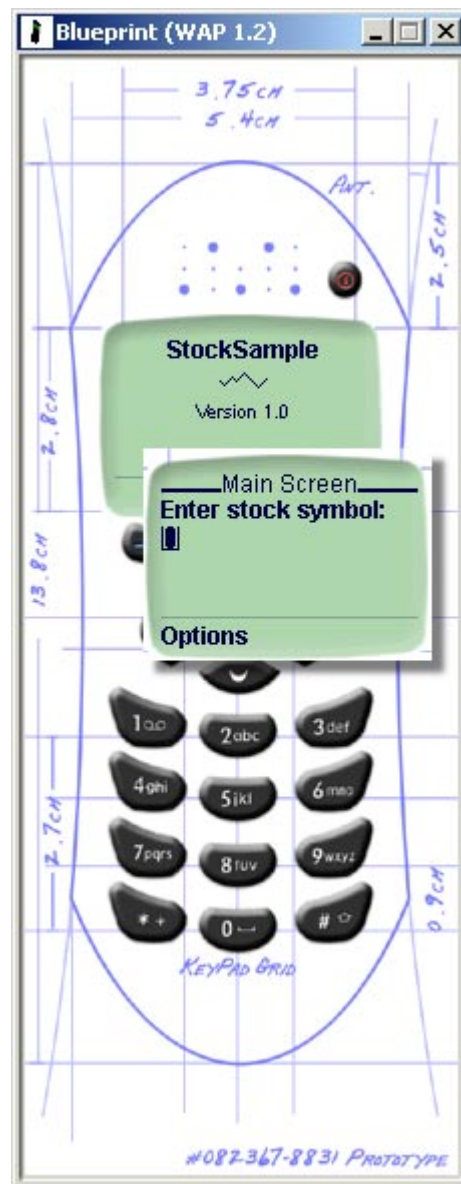 Blueprint (WAP 1.2)
3.75CM
5.4CM
ANT.
2.5CM
StockSample
Version 1.0
2.8CM
Main Screen
Enter stock symbol:
13.8CM
Options
1
2abc
3def
4ghi
5jkl
6mno
2.7CM
7pqrs
8tuv
9wxyz
0.9CM
* +
0
#
KEYPAD GRID
#082367-8831 PROTOTYPE